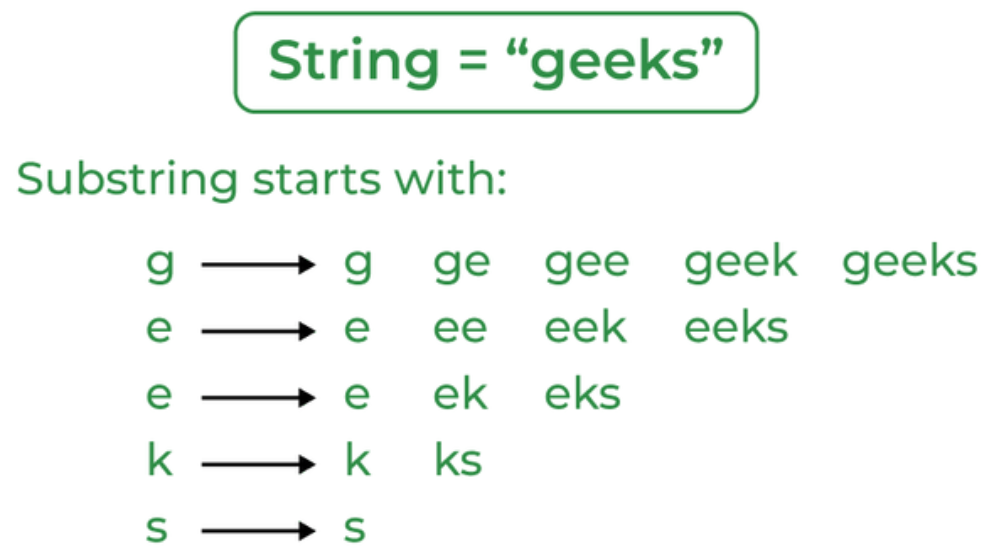 String = “geeks”
Substring starts with:
g g ge gee geek geeks
e e ee eek eeks
e e ek eks
k k ks
s s